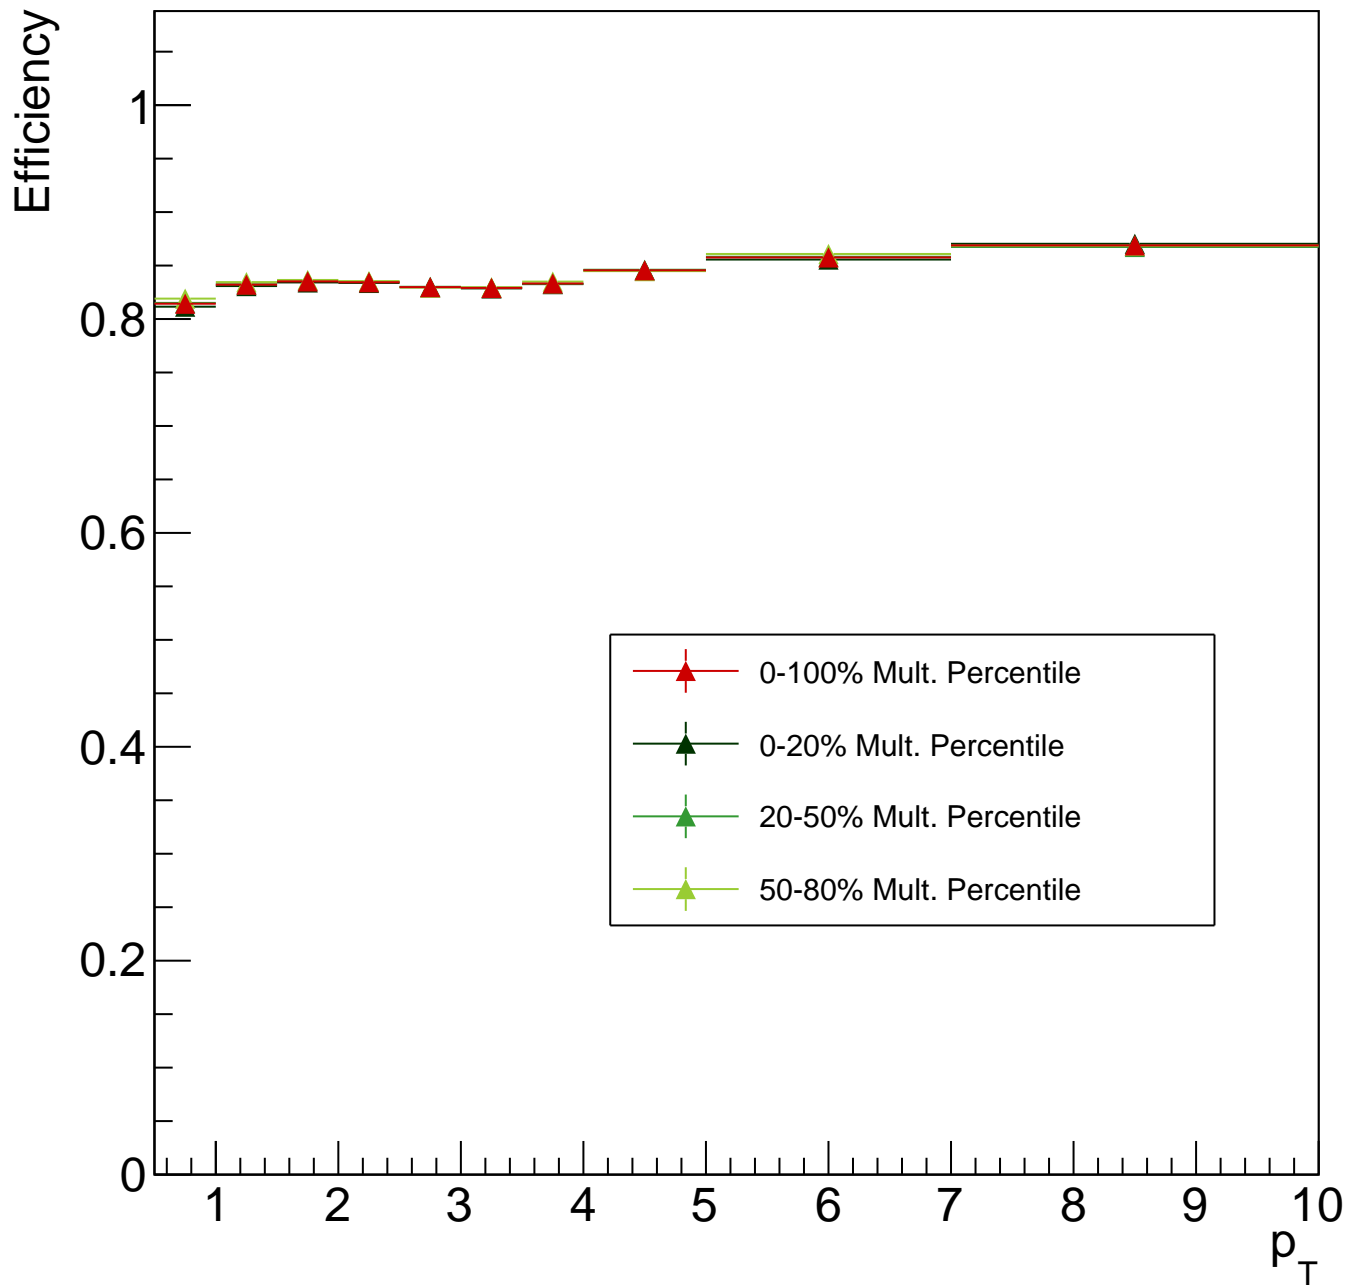 Efficiency
1
0.8
0.6
0.4
0.2
0
0-100% Mult. Percentile
0-20% Mult. Percentile
20-50% Mult. Percentile
50-80% Mult. Percentile
1 2 3 4 5 6 7 8 9 10
p_T